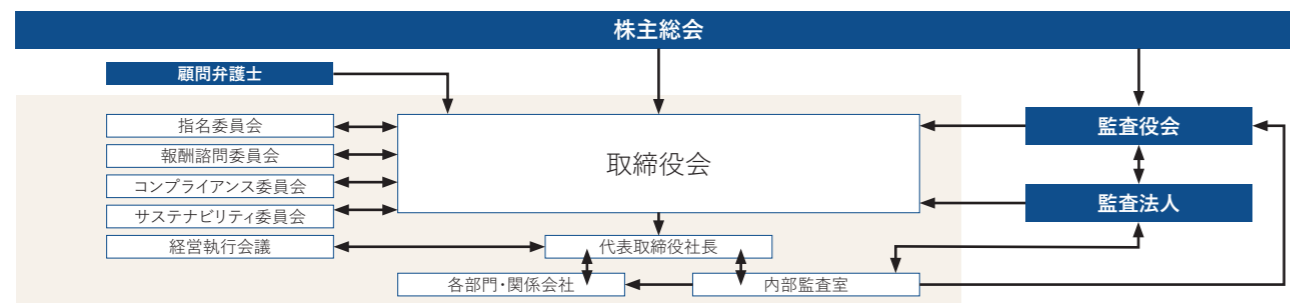 株主総会
顧問弁護士
指名委員会
報酬諮問委員会
コンプライアンス委員会
サステナビリティ委員会
経営執行会議
取締役会
代表取締役社長
各部門・関係会社
内部監査室
監査役会
監査法人